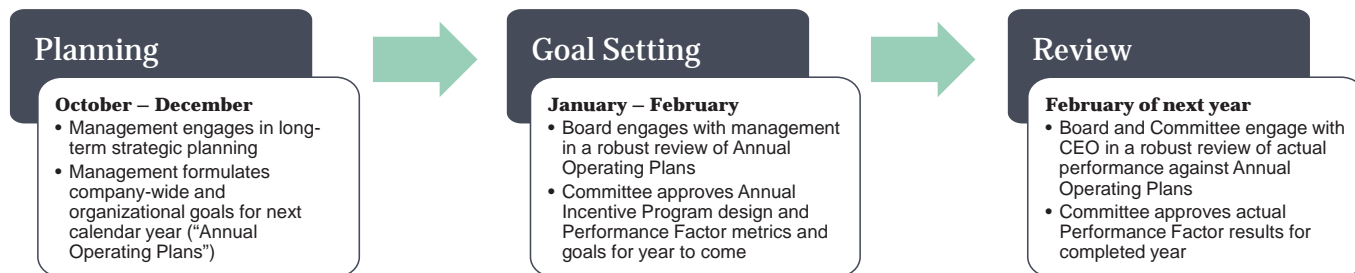 Planning
October – December
• Management engages in long-
term strategic planning
• Management formulates
company-wide and
organizational goals for next
calendar year (“Annual
Operating Plans”)
Goal Setting
January – February
• Board engages with management
in a robust review of Annual
Operating Plans
• Committee approves Annual
Incentive Program design and
Performance Factor metrics and
goals for year to come
Review
February of next year
• Board and Committee engage with
CEO in a robust review of actual
performance against Annual
Operating Plans
• Committee approves actual
Performance Factor results for
completed year